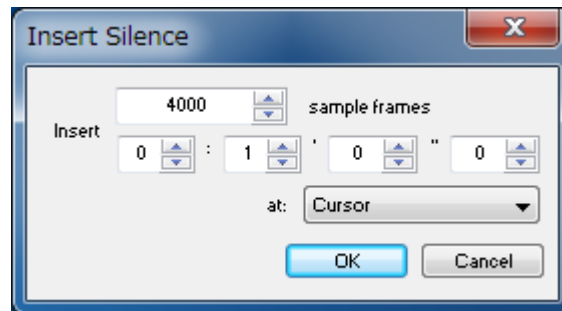 Insert Silence
4000 sample frames
Insert
0 : 1 ' 0 " 0
at: Cursor
OK Cancel